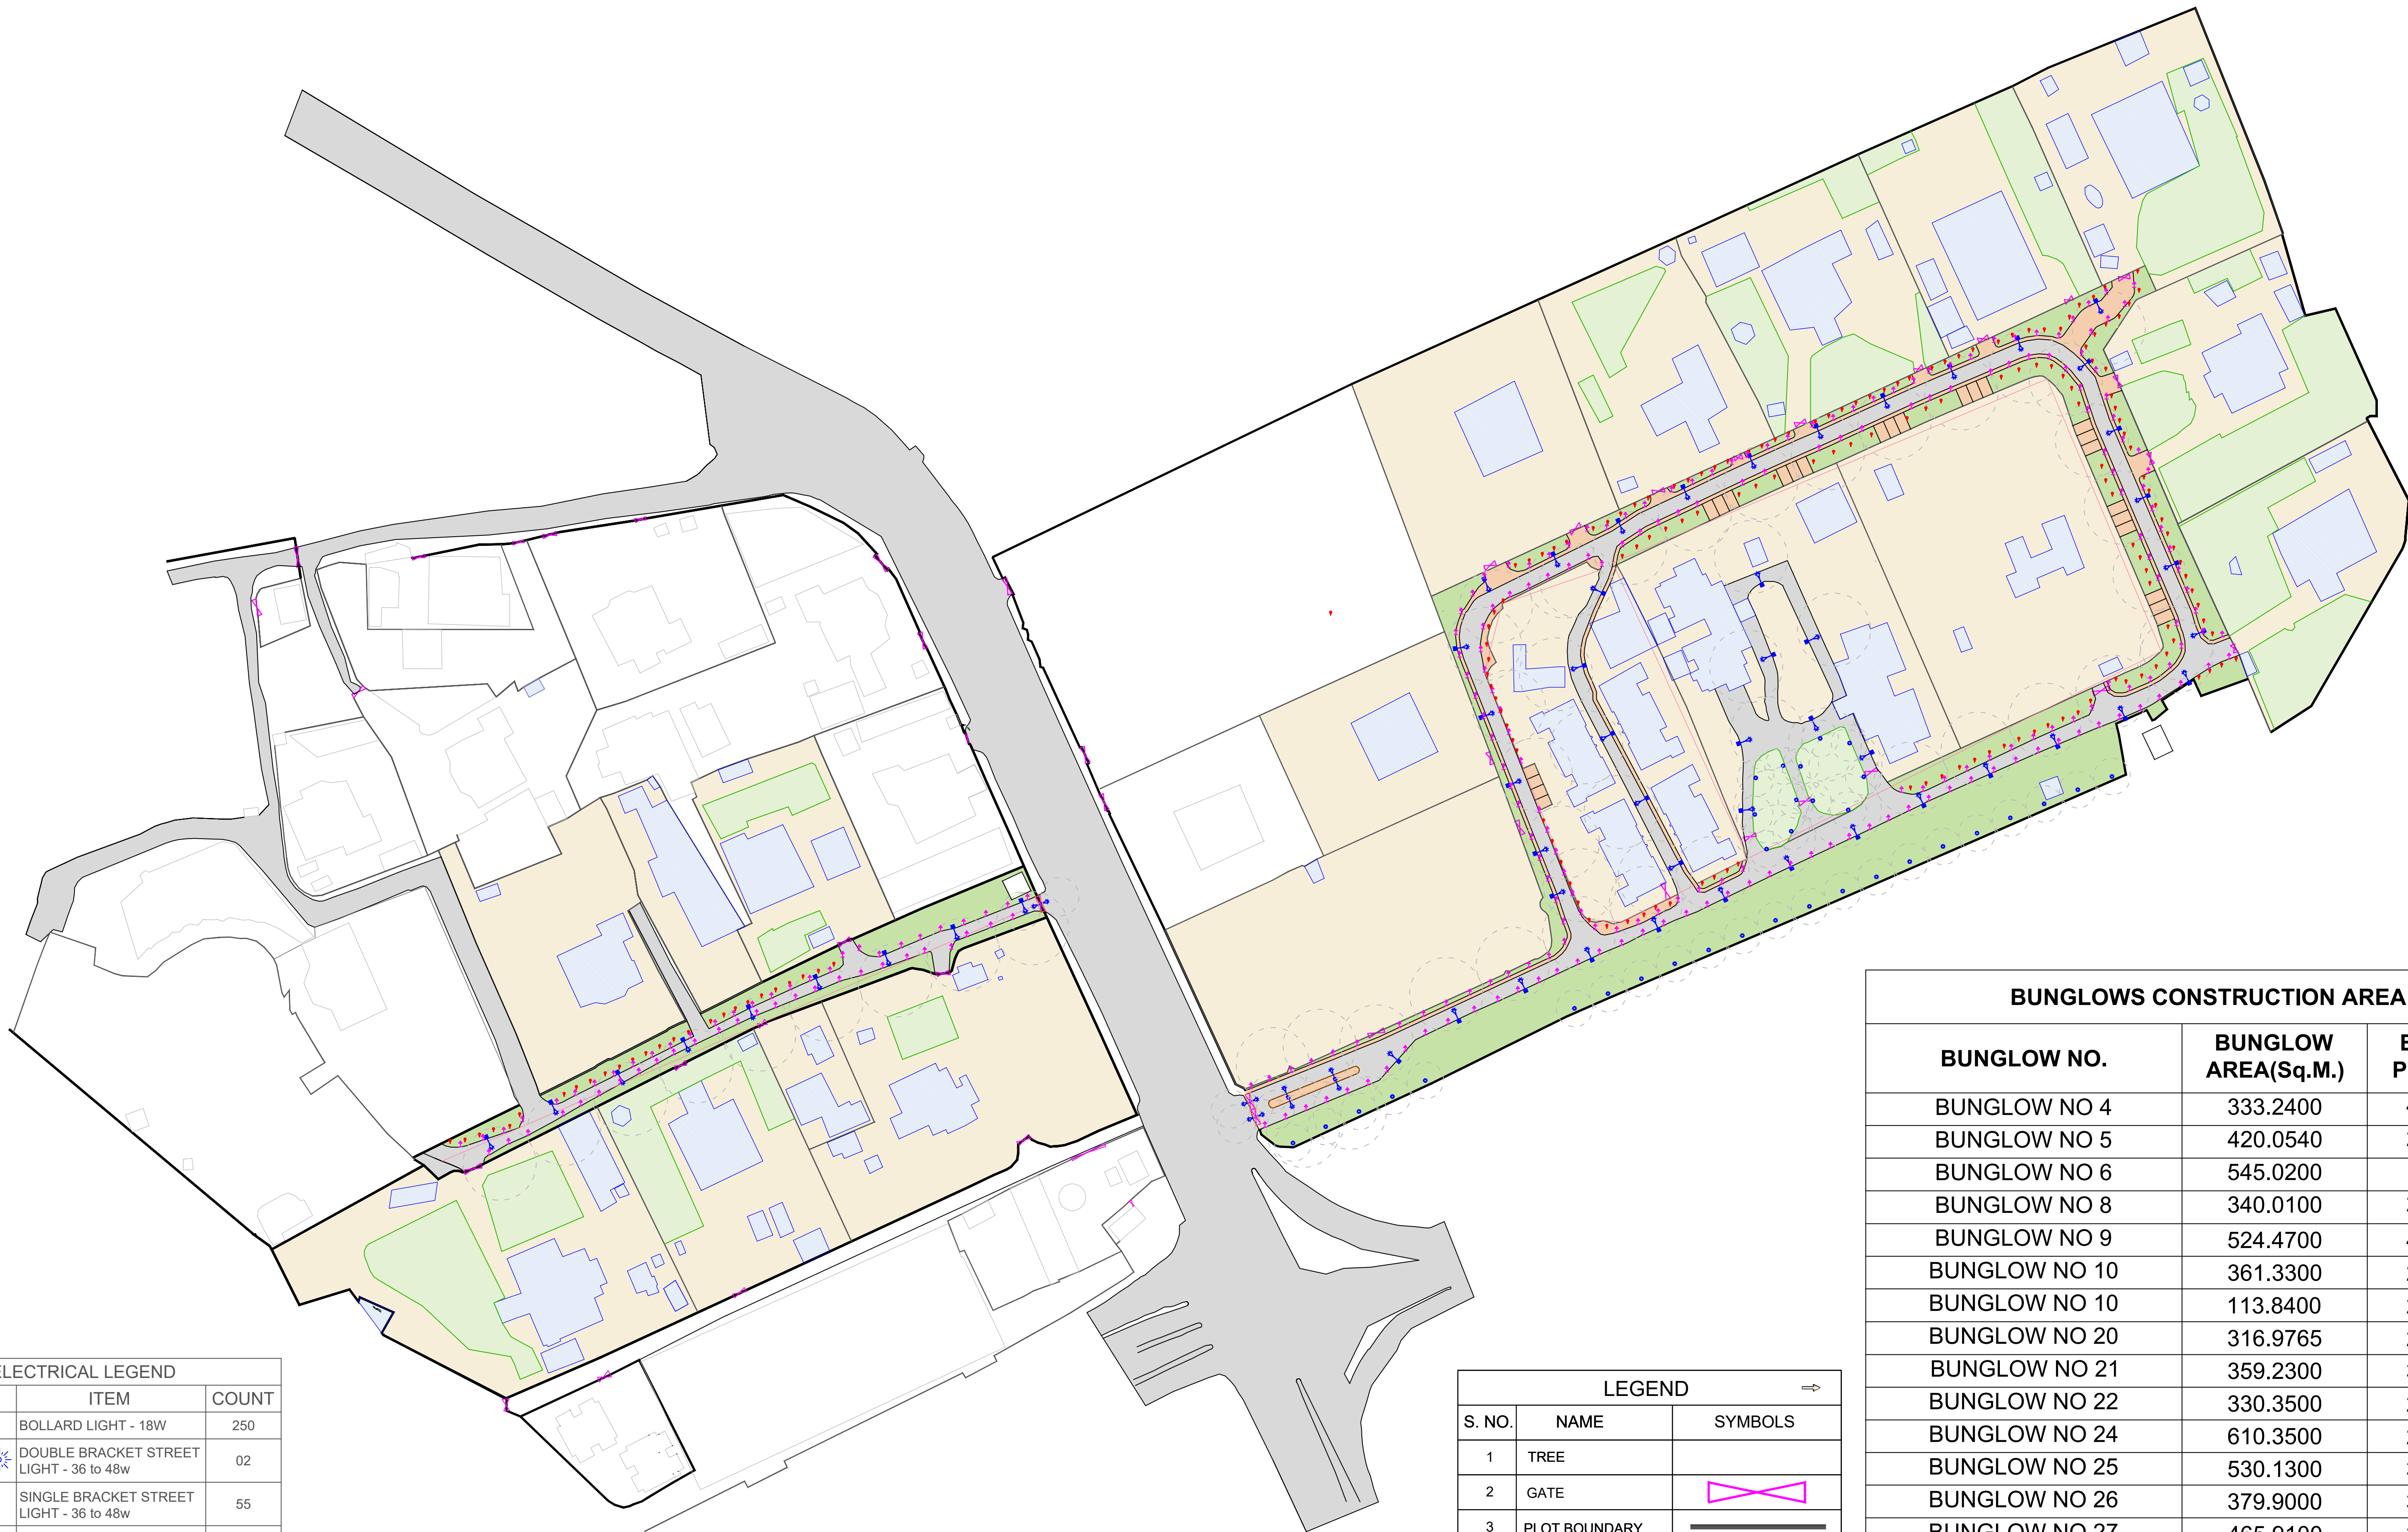 BUNGLOWS CONSTRUCTION AREA
BUNGLOW NO.
BUNGLOW
AREA(Sq.M.)
BUNGLOW NO 4 333.2400
BUNGLOW NO 5 420.0540
BUNGLOW NO 6 545.0200
BUNGLOW NO 8 340.0100
BUNGLOW NO 9 524.4700
BUNGLOW NO 10 361.3300
BUNGLOW NO 10 113.8400
BUNGLOW NO 20 316.9765
BUNGLOW NO 21 359.2300
BUNGLOW NO 22 330.3500
BUNGLOW NO 24 610.3500
BUNGLOW NO 25 530.1300
BUNGLOW NO 26 379.9000
BUNGLOW NO 27 465.9100
ELECTRICAL LEGEND
ITEM COUNT
BOLLARD LIGHT - 18W 250
DOUBLE BRACKET STREET
LIGHT - 36 to 48w 02
SINGLE BRACKET STREET
LIGHT - 36 to 48w 55
LEGEND
S. NO. NAME SYMBOLS
1 TREE
2 GATE
3 PLOT BOUNDARY